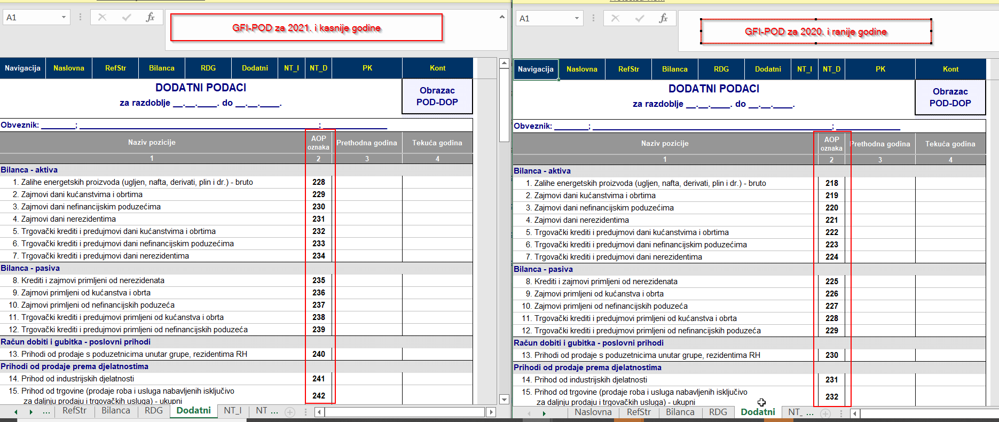 A1
fx
GFI-POD za 2021. i kasnije godine
Navigacija Naslovna RefStr Bilanca RDG Dodatni NT_I NT_D PK Kont
DODATNI PODACI
za razdoblje __.__.____. do __.__.____.
Obrazac
POD-DOP
Obveznik: ________; ________; ________
Naziv pozicije AOP oznaka Prethodna godina Tekuća godina
1 2 3 4
Bilanca - aktiva
1. Zalihe energetskih proizvoda (ugljen, nafta, derivati, plin i dr.) - bruto 228
2. Zajmovi dani kućanstvima i obrtima 229
3. Zajmovi dani nefinancijskim poduzećima 230
4. Zajmovi dani nerezidentima 231
5. Trgovački krediti i predujmovi dani kućanstvima i obrtima 232
6. Trgovački krediti i predujmovi dani nefinancijskim poduzećima 233
7. Trgovački krediti i predujmovi dani nerezidentima 234
Bilanca - pasiva
8. Krediti i zajmovi primljeni od nerezidenata 235
9. Zajmovi primljeni od kućanstva i obrta 236
10. Zajmovi primljeni od nefinancijskih poduzeća 237
11. Trgovački krediti i predujmovi primljeni od kućanstva i obrta 238
12. Trgovački krediti i predujmovi primljeni od nefinancijskih poduzeća 239
Račun dobiti i gubitka - poslovni prihodi
13. Prihodi od prodaje s poduzetnicima unutar grupe, rezidentima RH 240
Prihodi od prodaje prema djelatnostima
14. Prihod od industrijskih djelatnosti 241
15. Prihod od trgovine (prodaje roba i usluga nabavljenih isključivo
za daljnju prodaju i trgovačkih usluga) - ukupni 242
... RefStr Bilanca RDG Dodatni NT_I NT ...
A1
fx
GFI-POD za 2020. i ranije godine
Navigacija Naslovna RefStr Bilanca RDG Dodatni NT_I NT_D PK Kont
DODATNI PODACI
za razdoblje __.__.____. do __.__.____.
Obrazac
POD-DOP
Obveznik: ________; ________; ________
Naziv pozicije AOP oznaka Prethodna godina Tekuća godina
1 2 3 4
Bilanca - aktiva
1. Zalihe energetskih proizvoda (ugljen, nafta, derivati, plin i dr.) - bruto 218
2. Zajmovi dani kućanstvima i obrtima 219
3. Zajmovi dani nefinancijskim poduzećima 220
4. Zajmovi dani nerezidentima 221
5. Trgovački krediti i predujmovi dani kućanstvima i obrtima 222
6. Trgovački krediti i predujmovi dani nefinancijskim poduzećima 223
7. Trgovački krediti i predujmovi dani nerezidentima 224
Bilanca - pasiva
8. Krediti i zajmovi primljeni od nerezidenata 225
9. Zajmovi primljeni od kućanstva i obrta 226
10. Zajmovi primljeni od nefinancijskih poduzeća 227
11. Trgovački krediti i predujmovi primljeni od kućanstva i obrta 228
12. Trgovački krediti i predujmovi primljeni od nefinancijskih poduzeća 229
Račun dobiti i gubitka - poslovni prihodi
13. Prihodi od prodaje s poduzetnicima unutar grupe, rezidentima RH 230
Prihodi od prodaje prema djelatnostima
14. Prihod od industrijskih djelatnosti 231
15. Prihod od trgovine (prodaje roba i usluga nabavljenih isključivo
za daljnju prodaju i trgovačkih usluga) - ukupni 232
Naslovna RefStr Bilanca RDG Dodatni NT_ ...